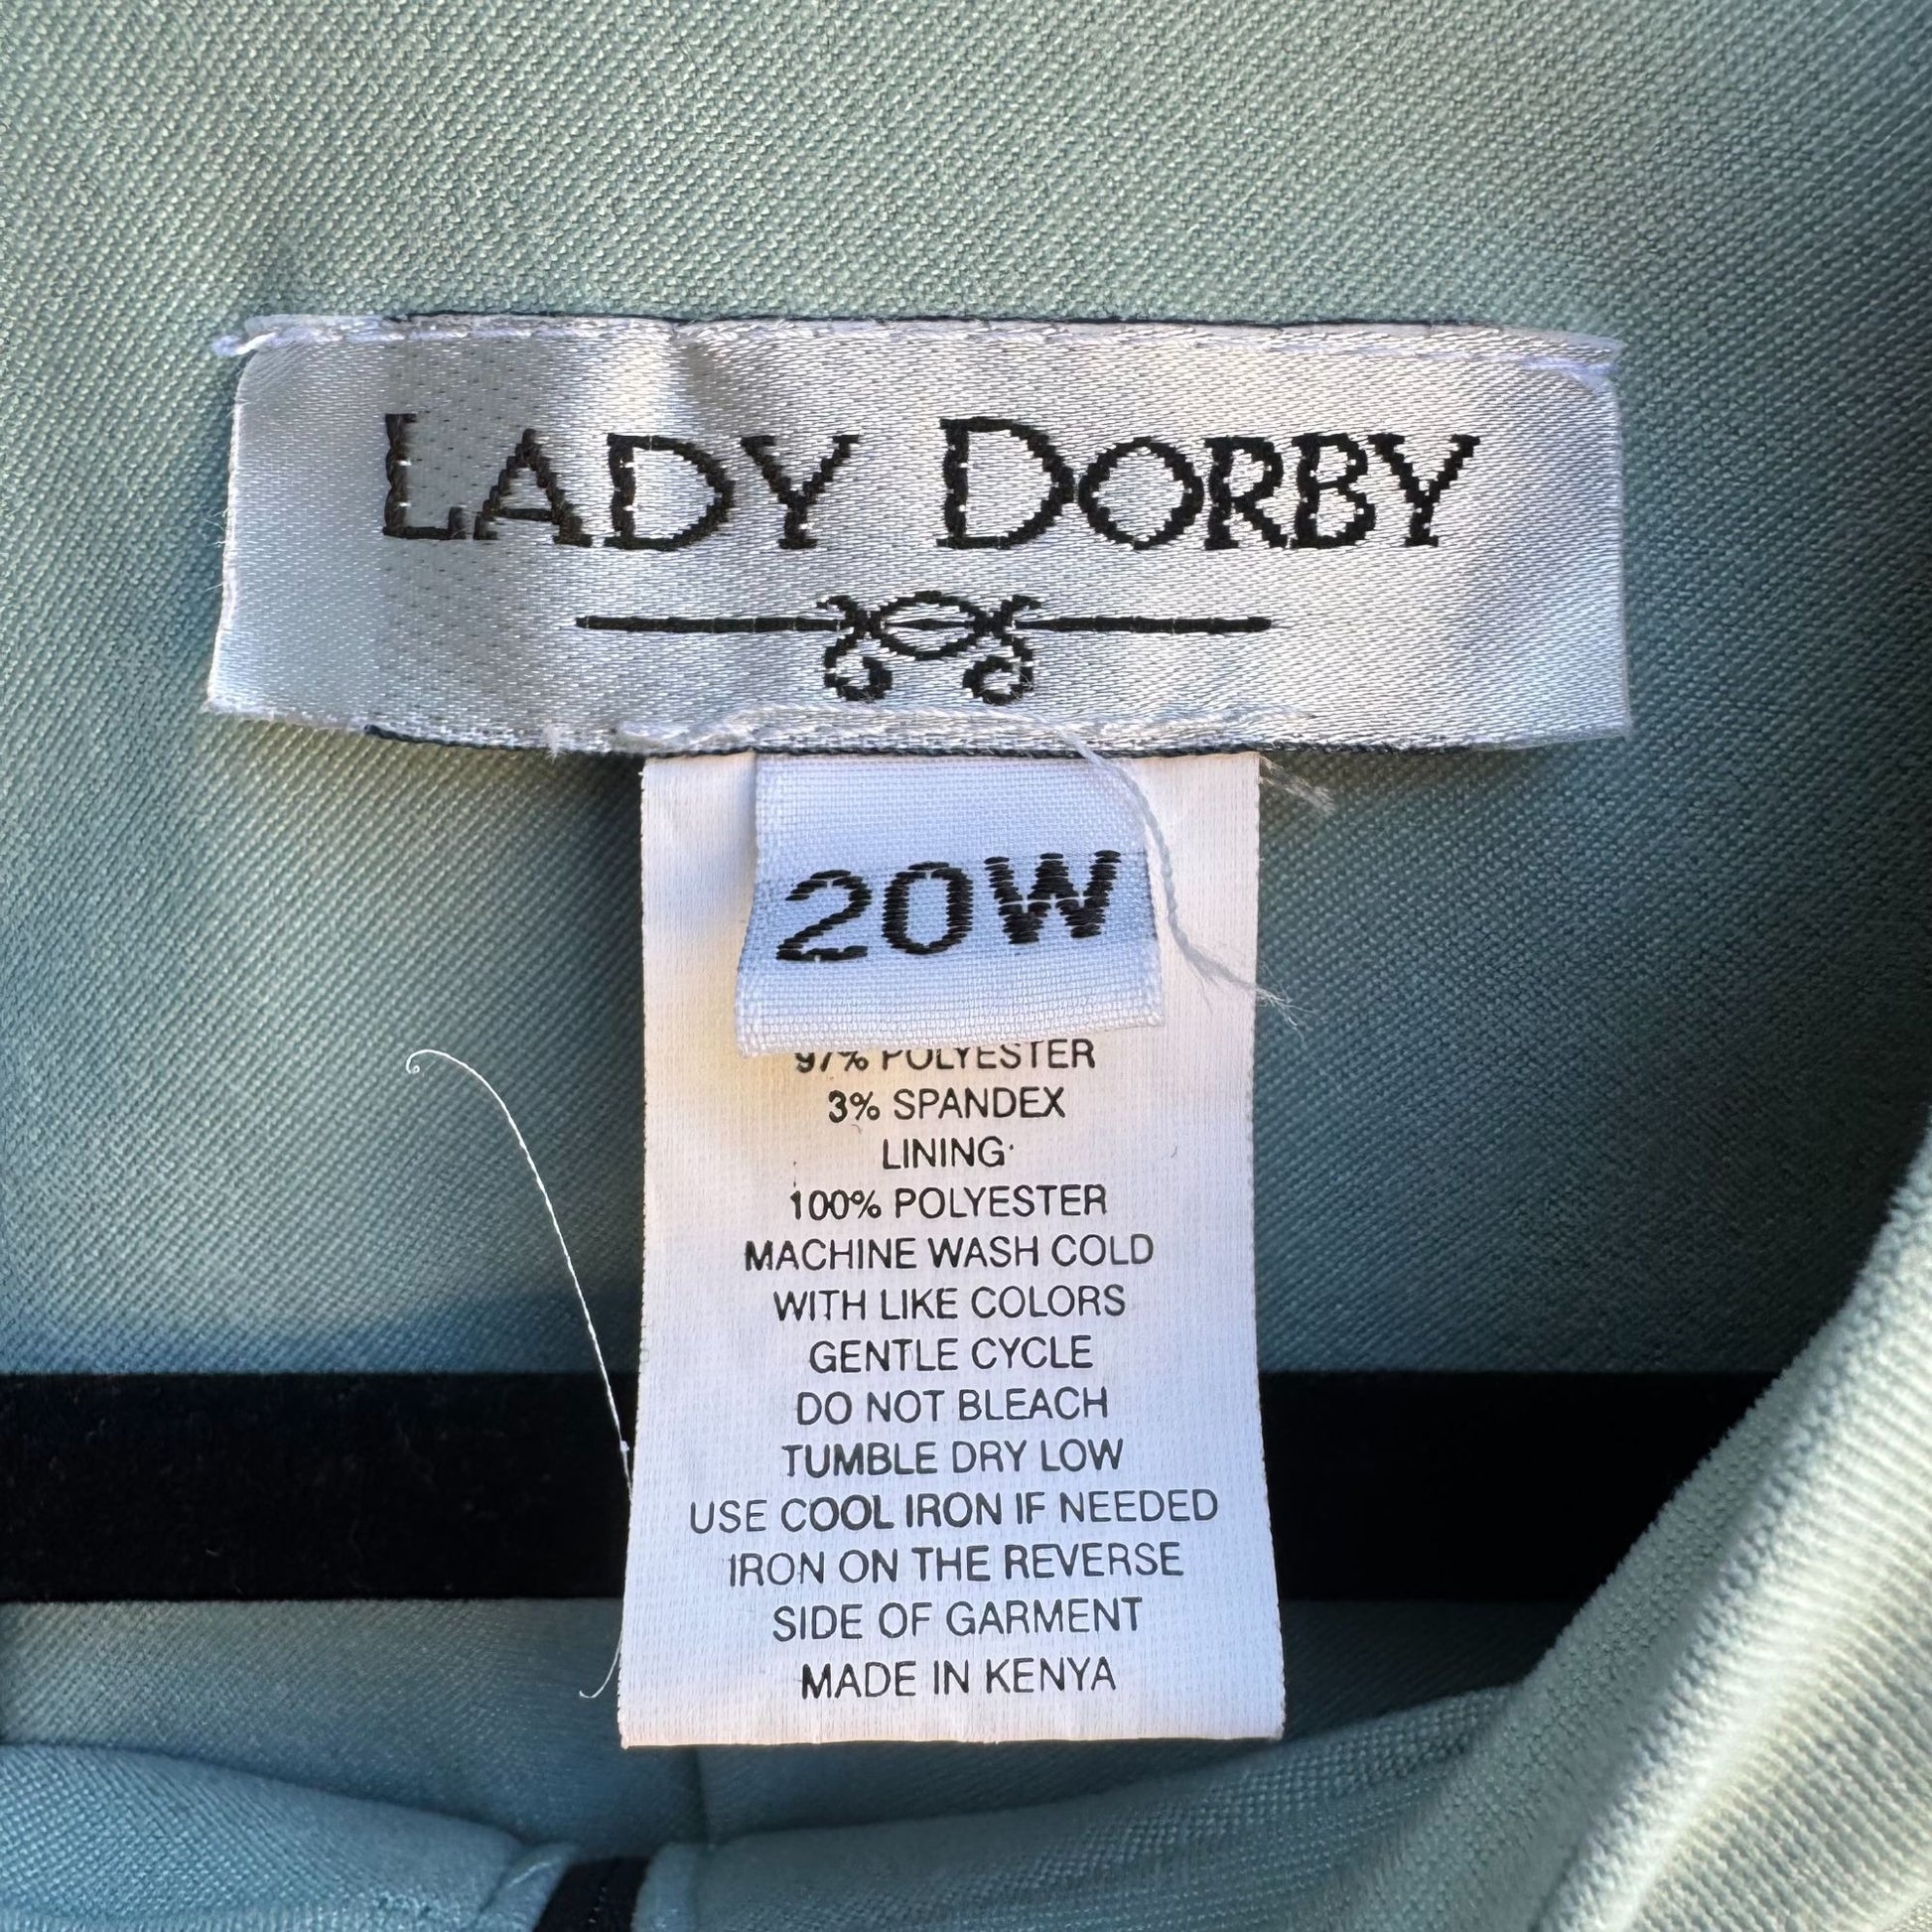 LADY DORBY
20W
97% POLYESTER
3% SPANDEX
LINING
100% POLYESTER
MACHINE WASH COLD
WITH LIKE COLORS
GENTLE CYCLE
DO NOT BLEACH
TUMBLE DRY LOW
USE COOL IRON IF NEEDED
IRON ON THE REVERSE
SIDE OF GARMENT
MADE IN KENYA